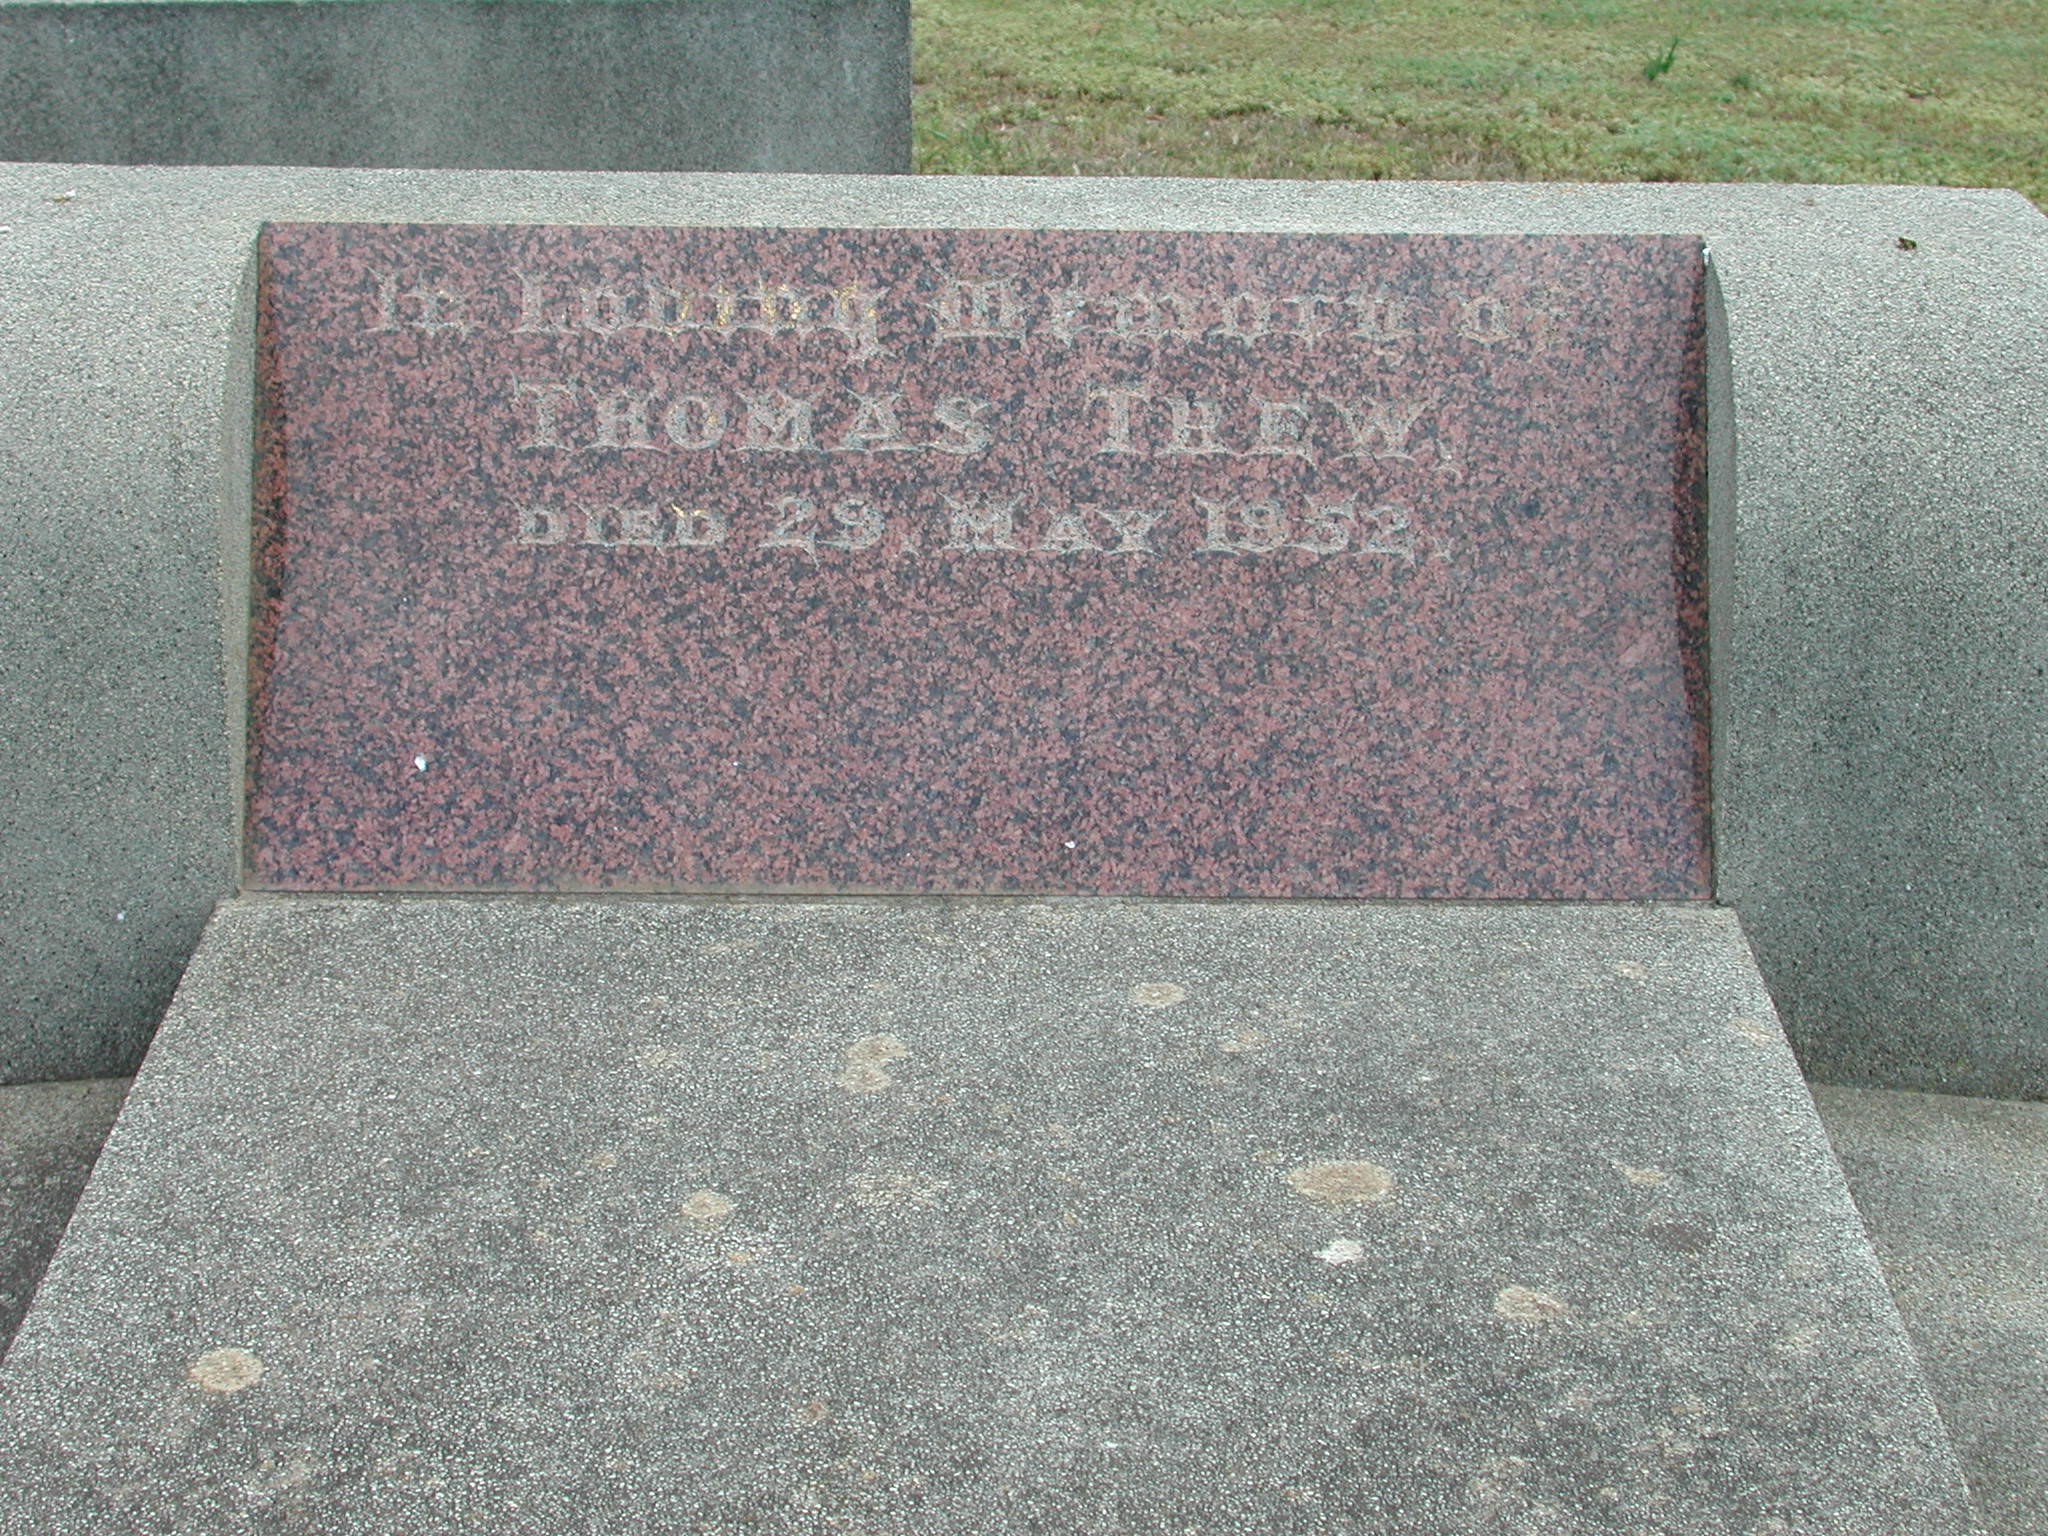 In Loving Memory of
THOMAS THEW,
DIED 29, MAY 1952.